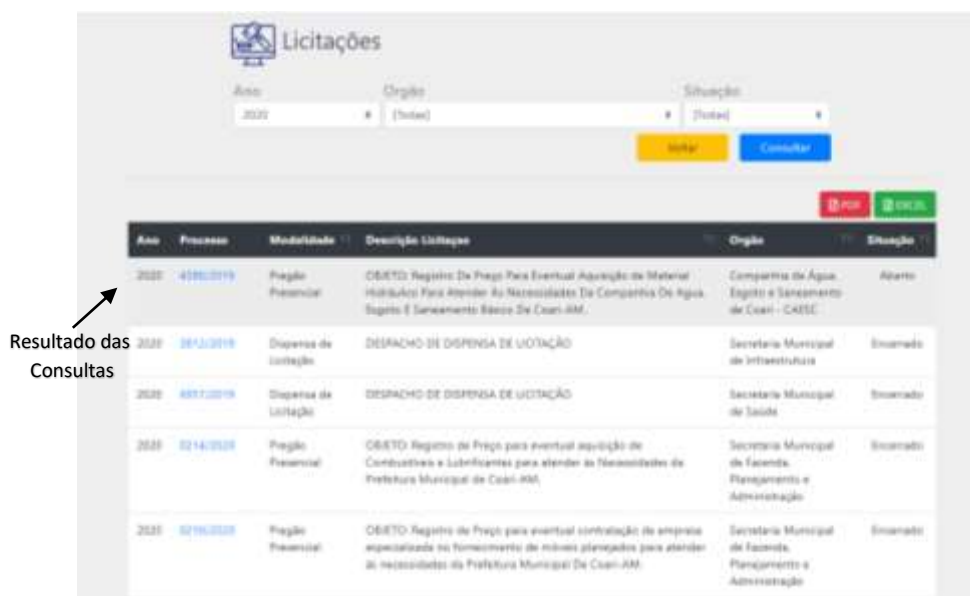 Licitações
Ano
Orgão
Situação
2020
[Todas]
[Todas]
Voltar
Consultar
PDF
EXCEL
Ano Processo Modalidade Descrição Licitaçao Orgão Situação
2020 Pregão OBJETO: Registro De Preço Para Eventual Aquisição de Material Companhia de Água, Aberto
Presencial Hidráulico Para Atender As Necessidades Da Companhia De Agua, Esgoto e Saneamento
Esgoto E Saneamento Básico De Coari-AM. de Coari - CAESC
Resultado das
Consultas
2020 Dispensa de DESPACHO DE DISPENSA DE LICITAÇÃO Secretaria Municipal Encerrado
Licitação de Infraestrutura
2020 Dispensa de DESPACHO DE DISPENSA DE LICITAÇÃO Secretaria Municipal Encerrado
Licitação de Saúde
2020 0214/2020 Pregão OBJETO: Registro de Preço para eventual aquisição de Secretaria Municipal Encerrado
Presencial Combustíveis e Lubrificantes para atender às Necessidades da de Fazenda,
Prefeitura Municipal de Coari-AM. Planejamento e
Administração
2020 Pregão OBJETO: Registro de Preço para eventual contratação de empresa Secretaria Municipal Encerrado
Presencial especializada no fornecimento de móveis planejados para atender de Fazenda,
às necessidades da Prefeitura Municipal De Coari-AM. Planejamento e
Administração